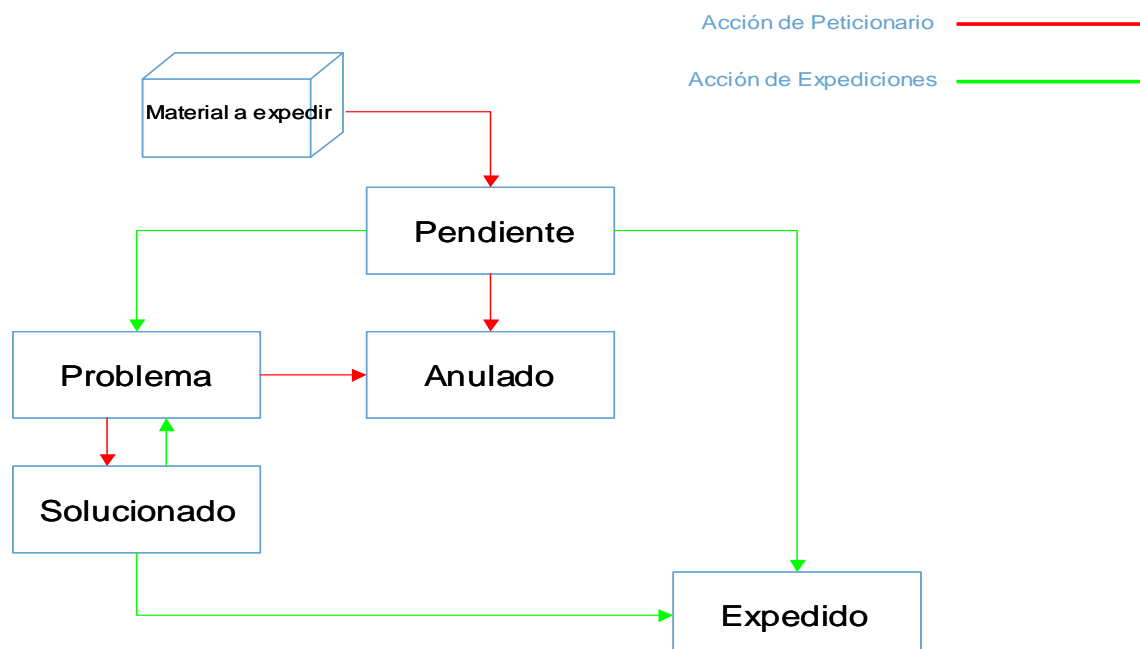 Acción de Peticionario
Acción de Expediciones
Material a expedir
Pendiente
Problema
Anulado
Solucionado
Expedido